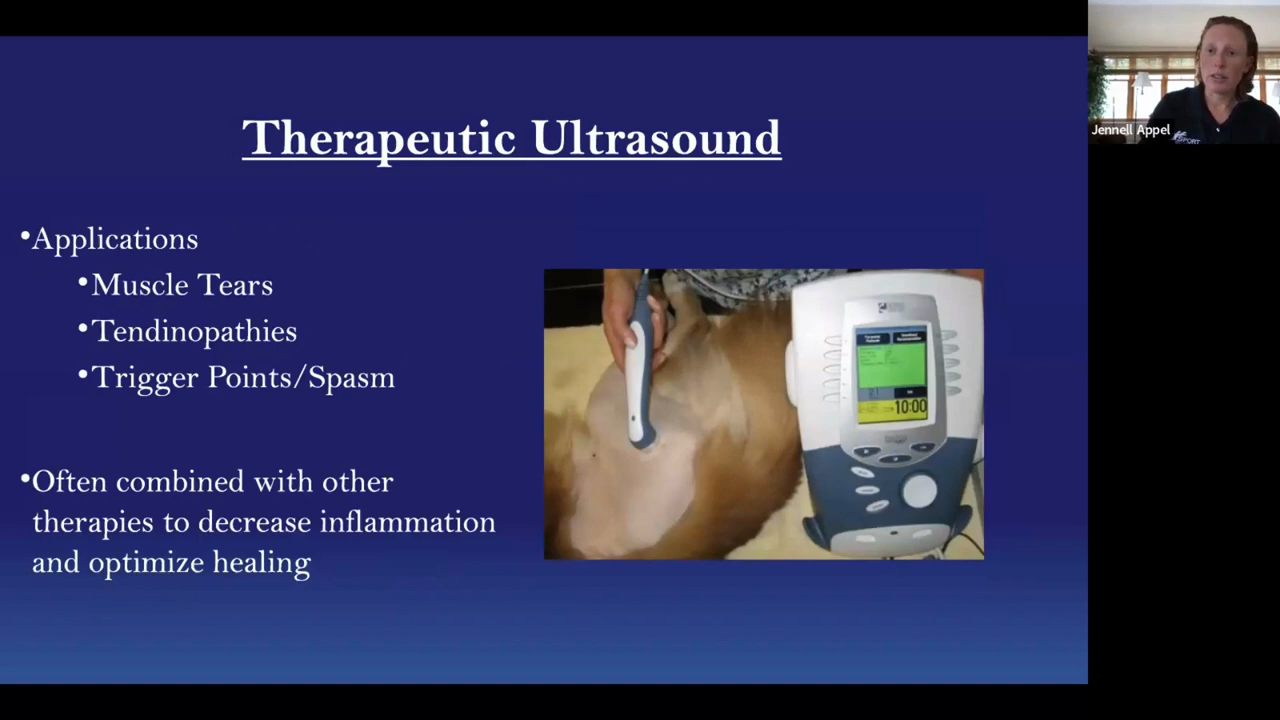 Therapeutic Ultrasound
•Applications
•Muscle Tears
•Tendinopathies
•Trigger Points/Spasm
•Often combined with other
therapies to decrease inflammation
and optimize healing
10:00
Jennell Appel
SPORT